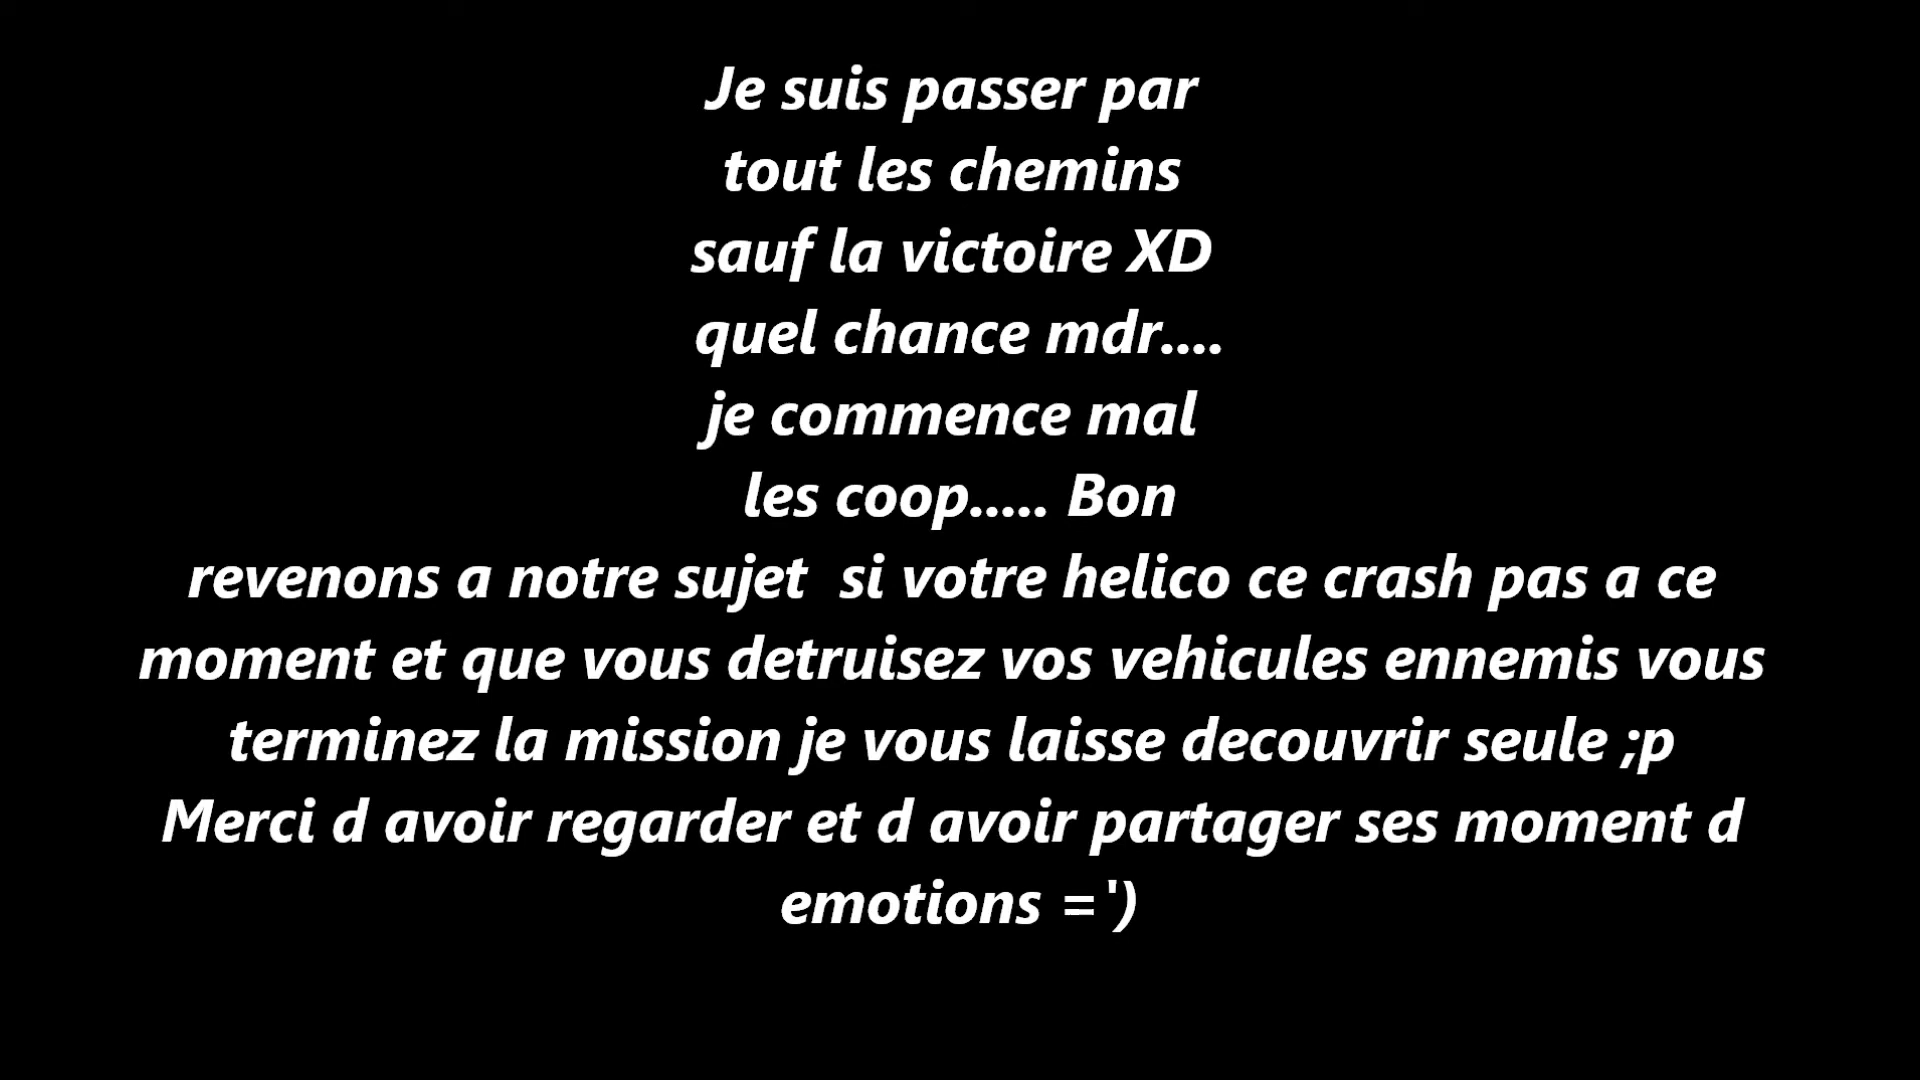 Je suis passer par
tout les chemins
sauf la victoire XD
quel chance mdr....
je commence mal
les coop..... Bon
revenons a notre sujet  si votre helico ce crash pas a ce
moment et que vous detruisez vos vehicules ennemis vous
terminez la mission je vous laisse decouvrir seule ;p
Merci d avoir regarder et d avoir partager ses moment d
emotions =')